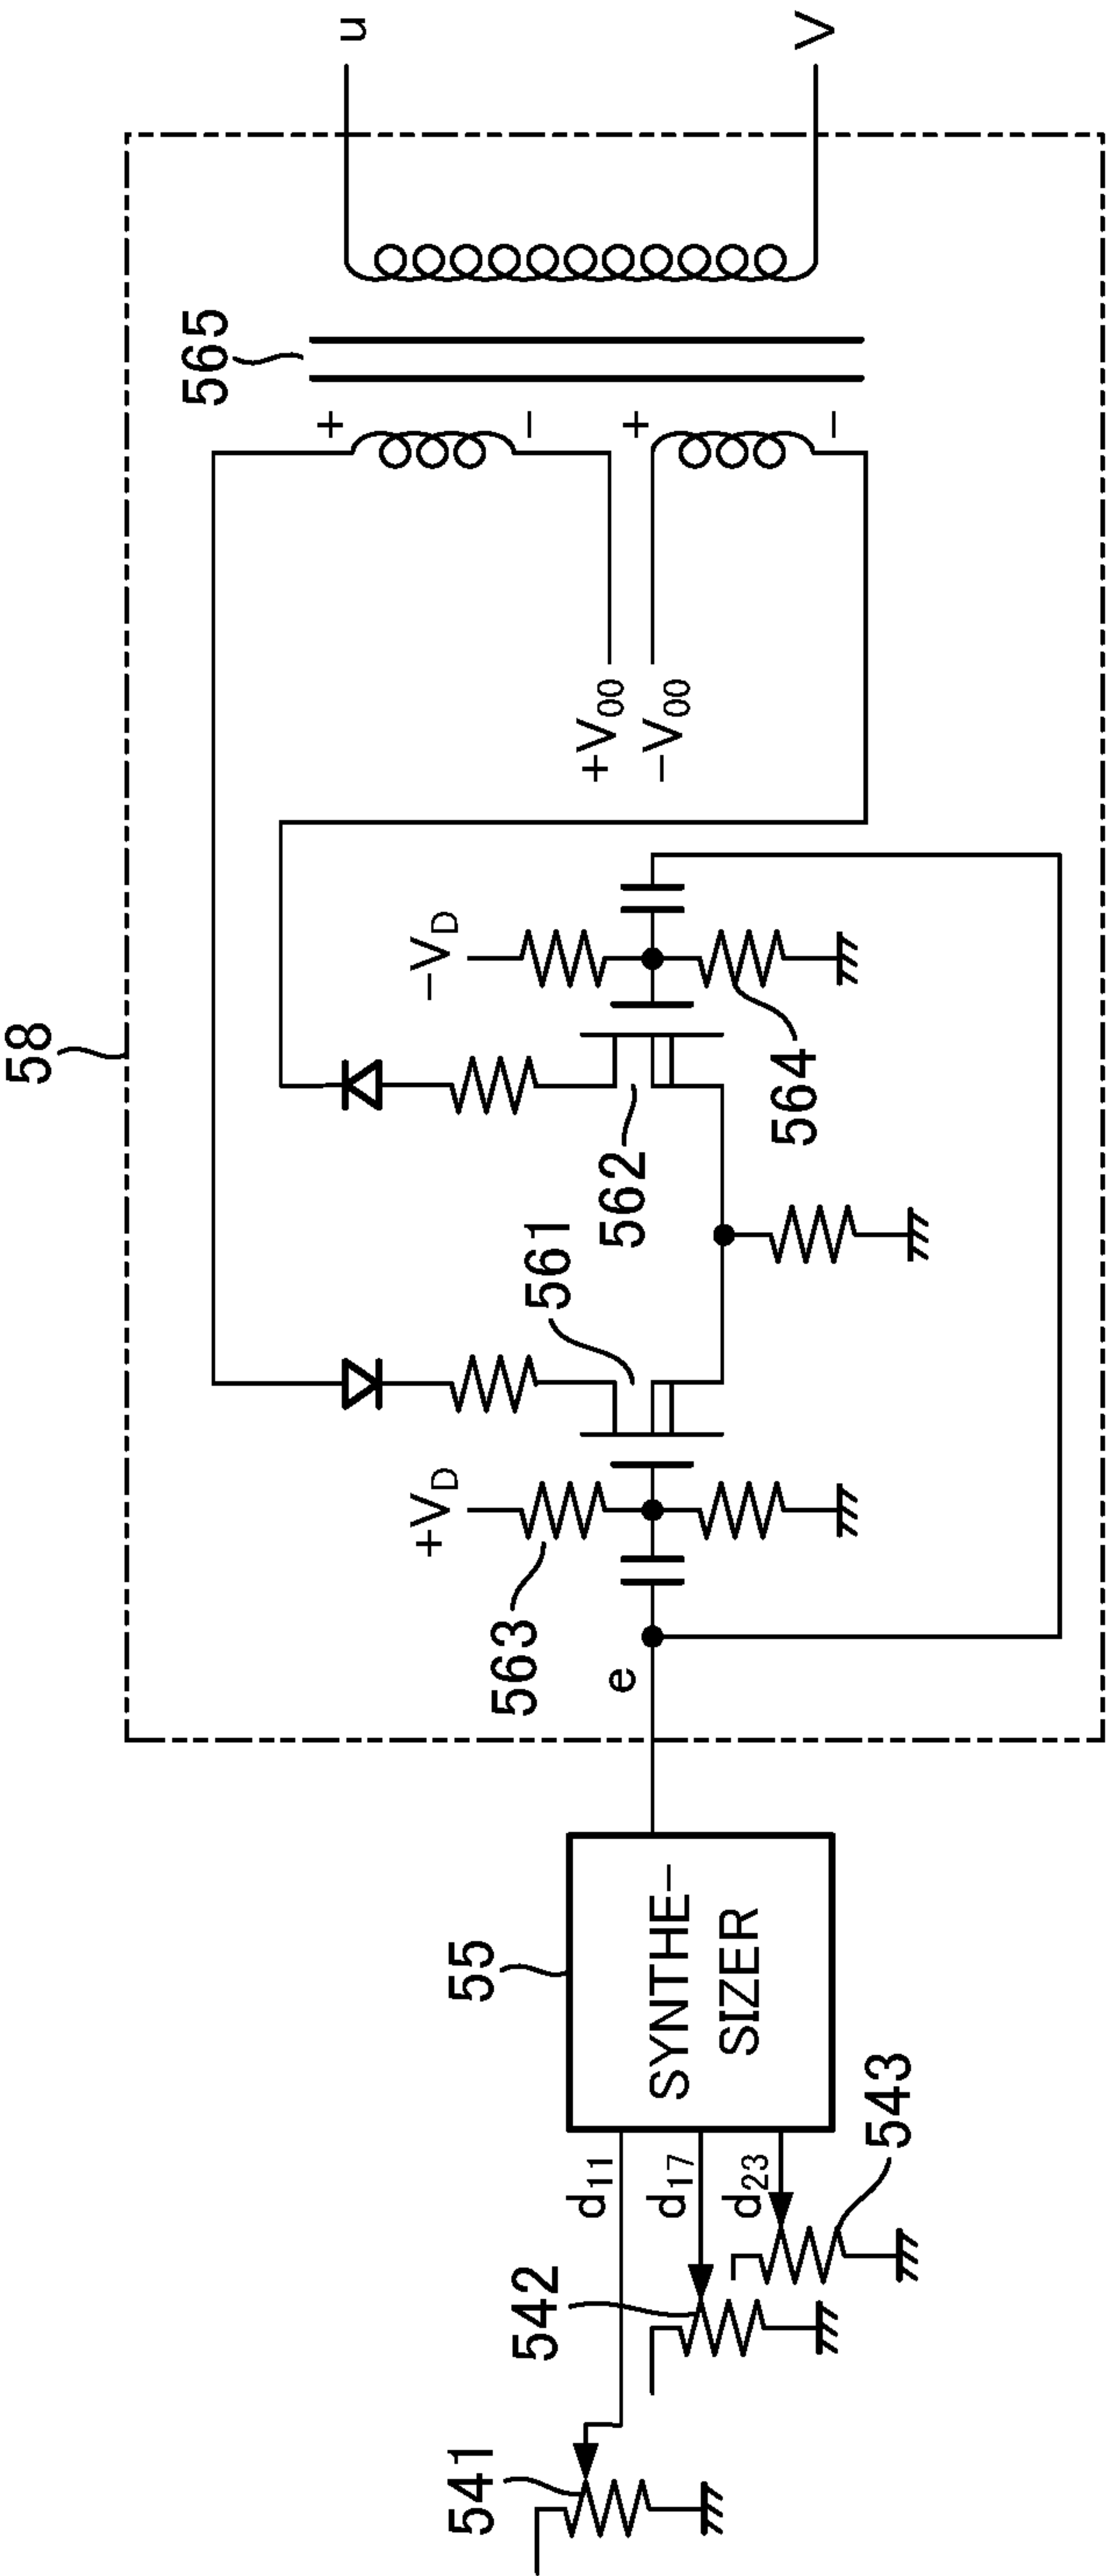 58
u
V
565
+
−
+
−
+V00
−V00
+VD
−VD
563
561
562
564
e
55
SYNTHE−
SIZER
d11
d17
d23
541
542
543